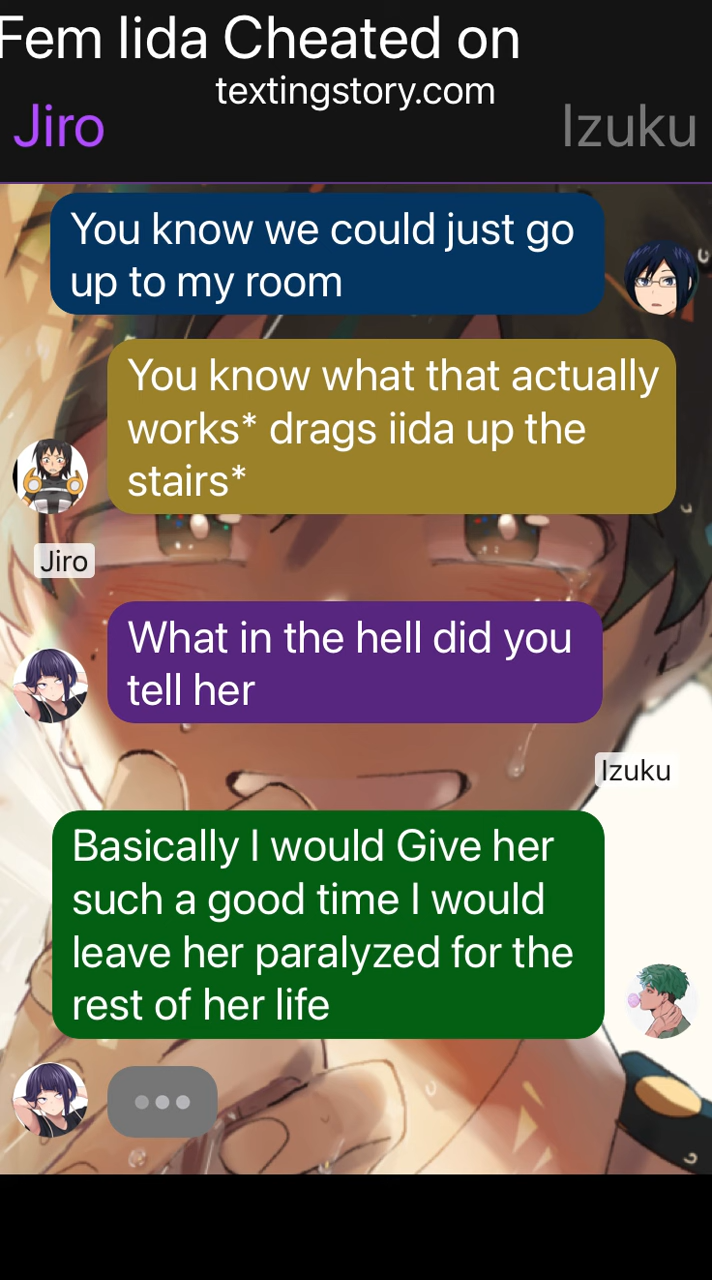 Fem Iida Cheated on
textingstory.com
Jiro
Izuku
You know we could just go
up to my room
You know what that actually
works* drags iida up the
stairs*
Jiro
What in the hell did you
tell her
Izuku
Basically I would Give her
such a good time I would
leave her paralyzed for the
rest of her life